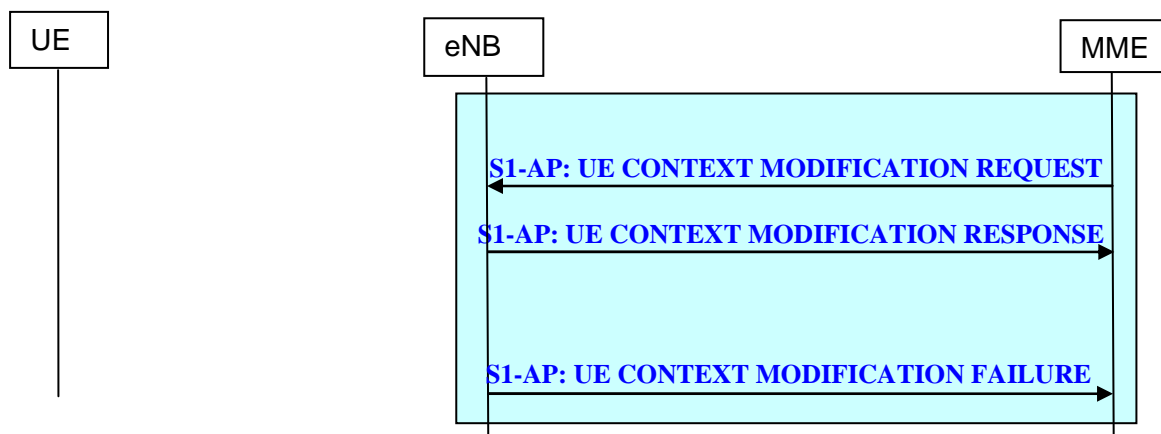 UE
eNB
MME
S1-AP: UE CONTEXT MODIFICATION REQUEST
S1-AP: UE CONTEXT MODIFICATION RESPONSE
S1-AP: UE CONTEXT MODIFICATION FAILURE